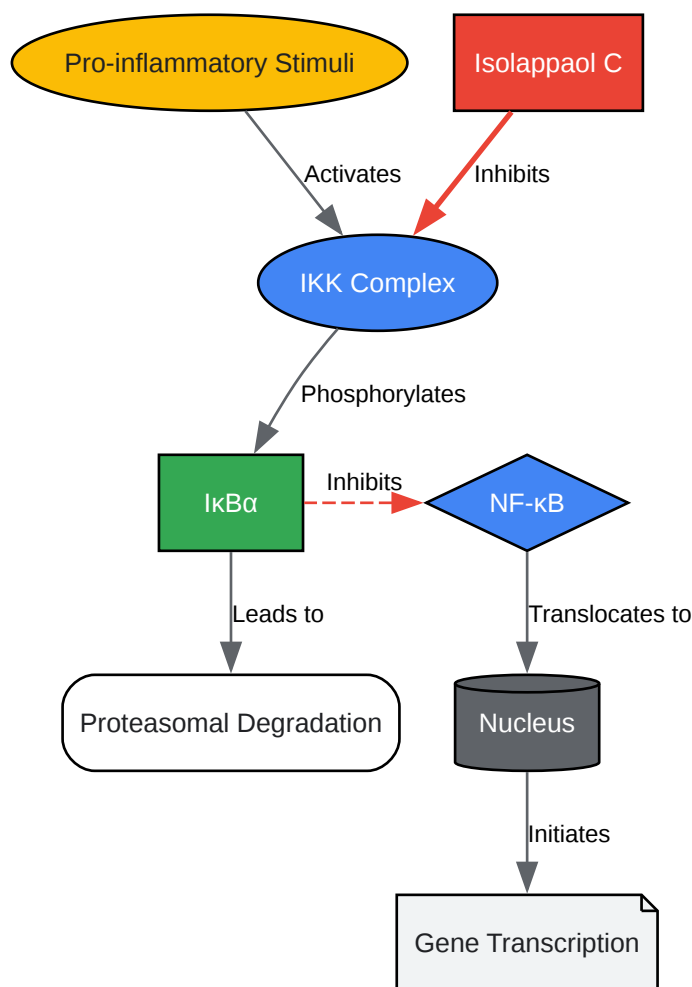 Pro-inflammatory Stimuli
Isolappaol C
Activates
Inhibits
IKK Complex
Phosphorylates
IκBα
Inhibits
NF-κB
Leads to
Translocates to
Proteasomal Degradation
Nucleus
Initiates
Gene Transcription